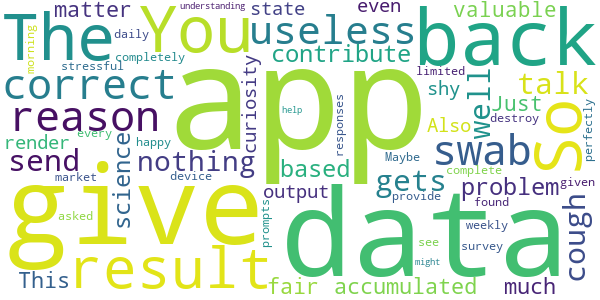 matter
The
You
useless
understanding
state
even
back
valuable
stressful
daily
completely
morning
correct
app
contribute
curiosity
limited
shy
talk
well
market
reason
responses
Just
Also
So
destroy
perfectly
render
every
happy
help
send
nothing
science
based
swab
gets
device
output
problem
Maybe
complete
given
give
data
cough
prompts
provide
found
asked
result
see
weekly
survey
This
might
fair
accumulated
much